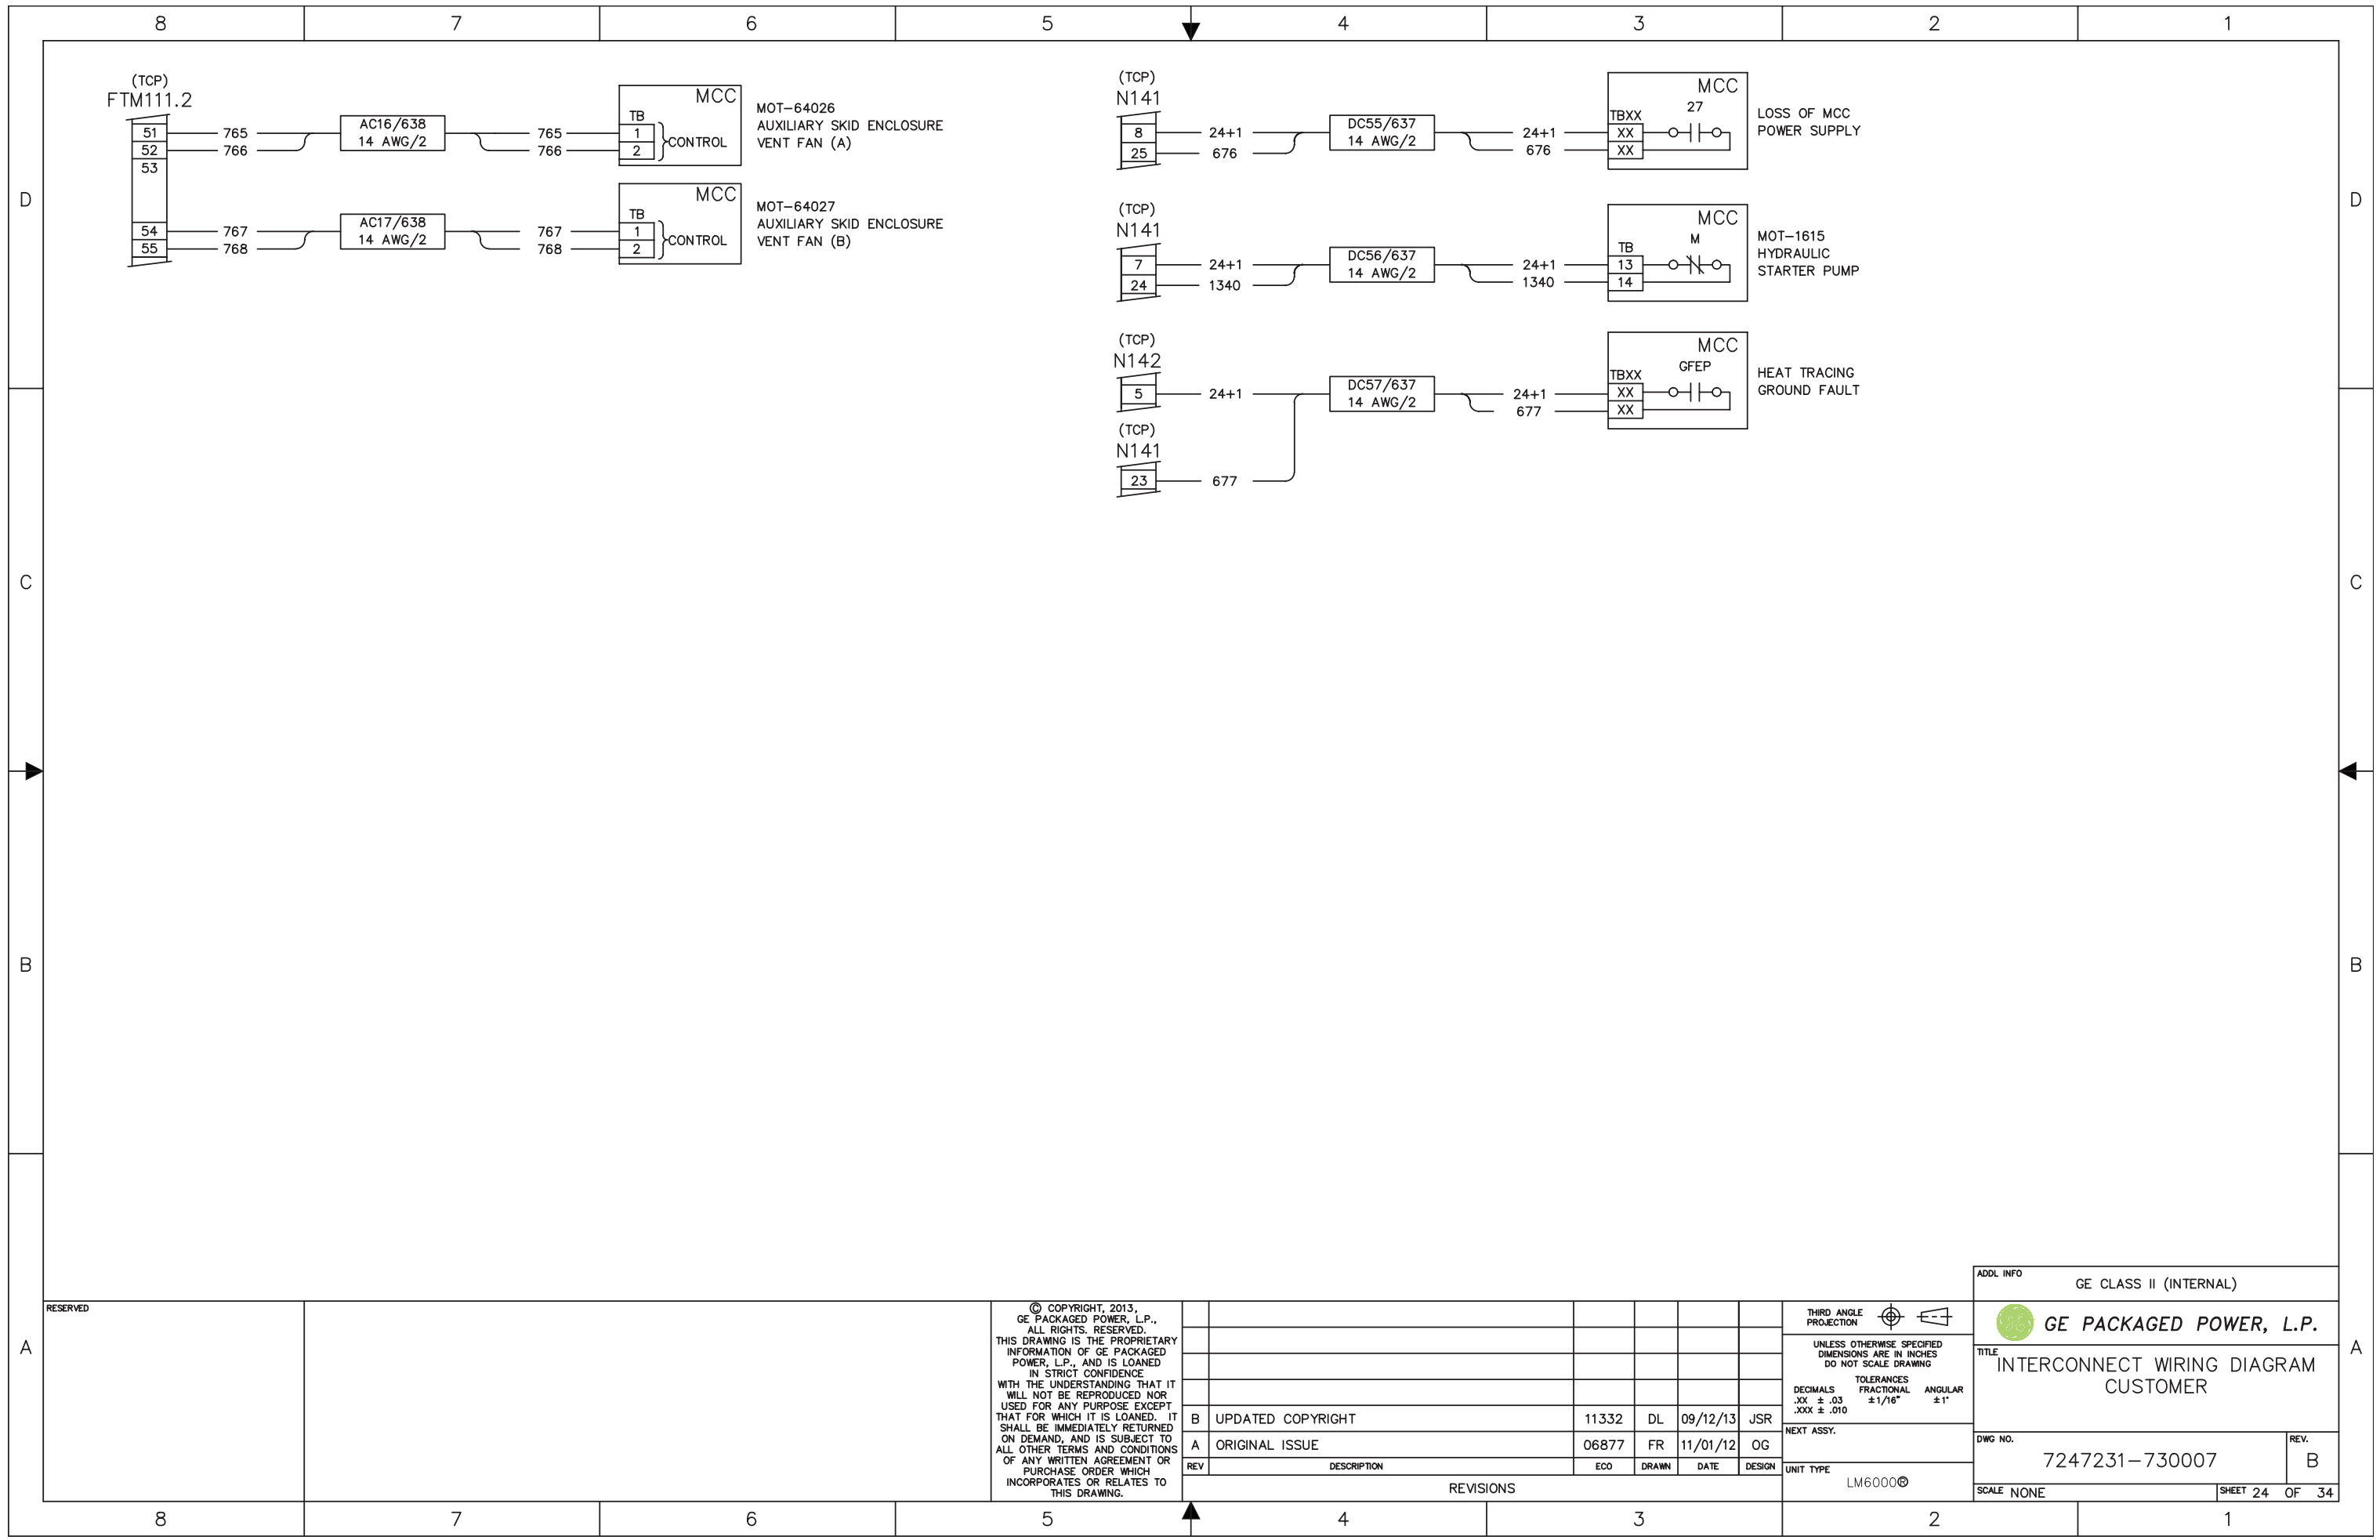 8 7 6 5 4 3 2 1
D
C
B
A
(TCP)
FTM111.2
51 765
52 766
53
54 767
55 768
AC16/638
14 AWG/2
765
766
MCC
TB
1
2
CONTROL
MOT-64026
AUXILIARY SKID ENCLOSURE
VENT FAN (A)
AC17/638
14 AWG/2
767
768
MCC
TB
1
2
CONTROL
MOT-64027
AUXILIARY SKID ENCLOSURE
VENT FAN (B)
(TCP)
N141
8 24+1
25 676
DC55/637
14 AWG/2
24+1
676
MCC
27
TBXX
XX
XX
LOSS OF MCC
POWER SUPPLY
(TCP)
N141
7 24+1
24 1340
DC56/637
14 AWG/2
24+1
1340
MCC
M
TB
13
14
MOT-1615
HYDRAULIC
STARTER PUMP
(TCP)
N142
5 24+1
(TCP)
N141
23 677
DC57/637
14 AWG/2
24+1
677
MCC
GFEP
TBXX
XX
XX
HEAT TRACING
GROUND FAULT
D
C
B
A
RESERVED
© COPYRIGHT, 2013,
GE PACKAGED POWER, L.P.,
ALL RIGHTS. RESERVED.
THIS DRAWING IS THE PROPRIETARY
INFORMATION OF GE PACKAGED
POWER, L.P., AND IS LOANED
IN STRICT CONFIDENCE
WITH THE UNDERSTANDING THAT IT
WILL NOT BE REPRODUCED NOR
USED FOR ANY PURPOSE EXCEPT
THAT FOR WHICH IT IS LOANED. IT
SHALL BE IMMEDIATELY RETURNED
ON DEMAND, AND IS SUBJECT TO
ALL OTHER TERMS AND CONDITIONS
OF ANY WRITTEN AGREEMENT OR
PURCHASE ORDER WHICH
INCORPORATES OR RELATES TO
THIS DRAWING.
B UPDATED COPYRIGHT 11332 DL 09/12/13 JSR
A ORIGINAL ISSUE 06877 FR 11/01/12 OG
REV DESCRIPTION ECO DRAWN DATE DESIGN
REVISIONS
THIRD ANGLE
PROJECTION
UNLESS OTHERWISE SPECIFIED
DIMENSIONS ARE IN INCHES
DO NOT SCALE DRAWING
TOLERANCES
DECIMALS FRACTIONAL ANGULAR
.XX ± .03 ±1/16" ±1°
.XXX ± .010
NEXT ASSY.
UNIT TYPE
LM6000®
ADDL INFO
GE CLASS II (INTERNAL)
GE PACKAGED POWER, L.P.
TITLE
INTERCONNECT WIRING DIAGRAM
CUSTOMER
DWG NO.
7247231-730007
REV.
B
SCALE NONE
SHEET 24 OF 34
8 7 6 5 4 3 2 1